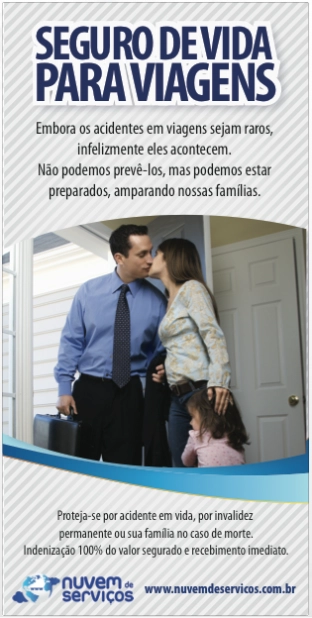 SEGURO DE VIDA
PARA VIAGENS
Embora os acidentes em viagens sejam raros,
infelizmente eles acontecem.
Não podemos prevê-los, mas podemos estar
preparados, amparando nossas famílias.
Proteja-se por acidente em vida, por invalidez
permanente ou sua família no caso de morte.
Indenização 100% do valor segurado e recebimento imediato.
nuvem de
serviços
www.nuvemdeservicos.com.br